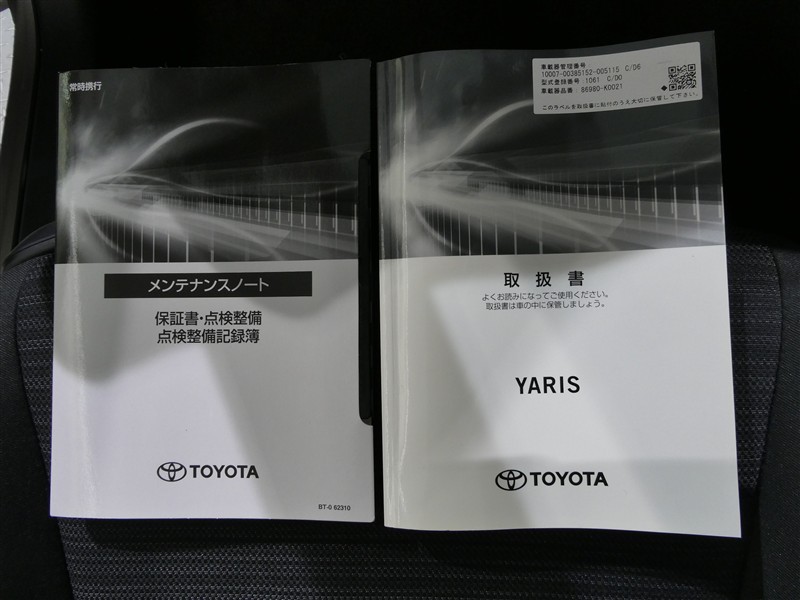 常時携行
メンテナンスノート
保証書・点検整備
点検整備記録簿
TOYOTA
BT-0 62310
車載器管理番号
10007-00385152-005115 C/D6
型式登録番号：1061 C/D0
車載器品番：86980-K0021
このラベルを取扱書に貼付のうえ大切に保管して下さい。
取扱書
よくお読みになってご使用ください。
取扱書は車の中に保管しましょう。
YARIS
TOYOTA